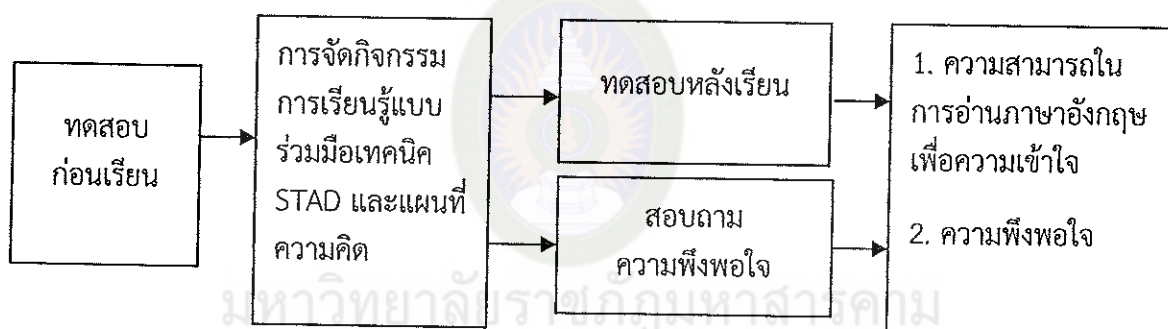 ทดสอบ
ก่อนเรียน
การจัดกิจกรรม
การเรียนรู้แบบ
ร่วมมือเทคนิค
STAD และแผนที่
ความคิด
ทดสอบหลังเรียน
สอบถาม
ความพึงพอใจ
1. ความสามารถใน
การอ่านภาษาอังกฤษ
เพื่อความเข้าใจ
2. ความพึงพอใจ
มหาวิทยาลัยราชภัฏมหาสารคาม